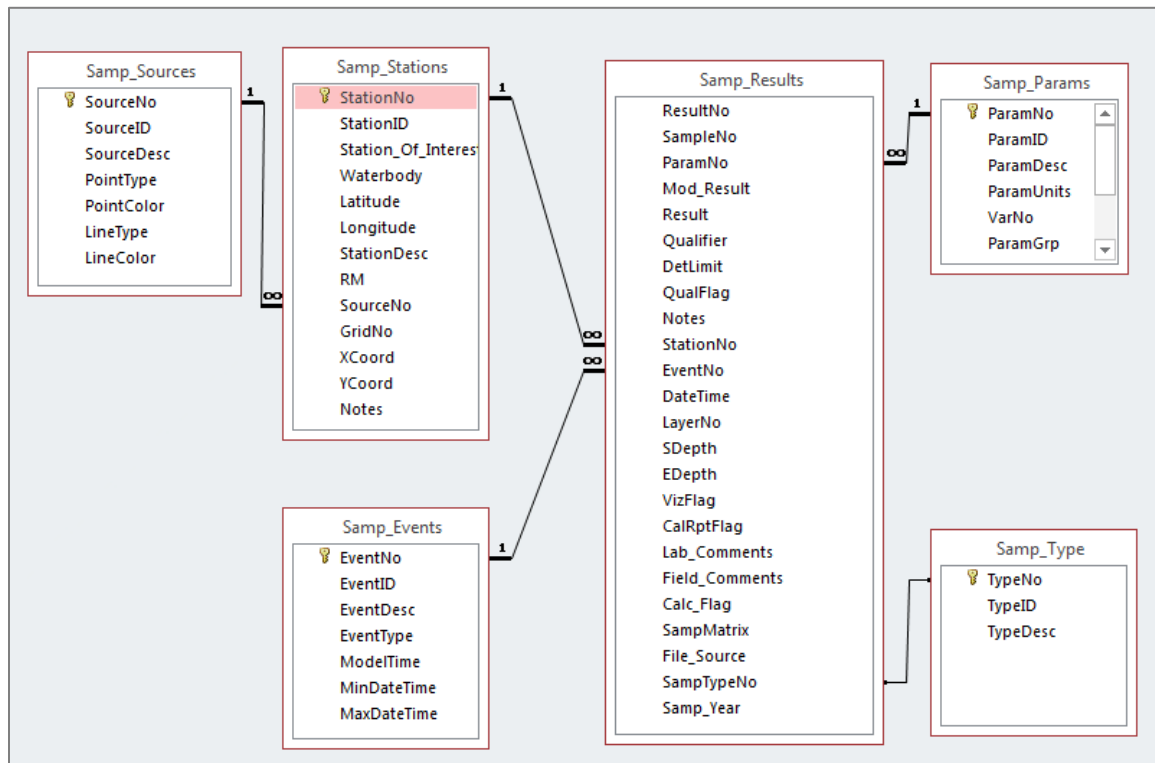 Samp_Sources
1
SourceNo
SourceID
SourceDesc
PointType
PointColor
LineType
LineColor
∞
Samp_Stations
1
StationNo
StationID
Station_Of_Interest
Waterbody
Latitude
Longitude
StationDesc
RM
SourceNo
GridNo
XCoord
YCoord
Notes
Samp_Events
1
EventNo
EventID
EventDesc
EventType
ModelTime
MinDateTime
MaxDateTime
∞
∞
Samp_Results
ResultNo
SampleNo
ParamNo
Mod_Result
Result
Qualifier
DetLimit
QualFlag
Notes
StationNo
EventNo
DateTime
LayerNo
SDepth
EDepth
VizFlag
CalRptFlag
Lab_Comments
Field_Comments
Calc_Flag
SampMatrix
File_Source
SampTypeNo
Samp_Year
∞
1
Samp_Params
ParamNo
ParamID
ParamDesc
ParamUnits
VarNo
ParamGrp
Samp_Type
TypeNo
TypeID
TypeDesc